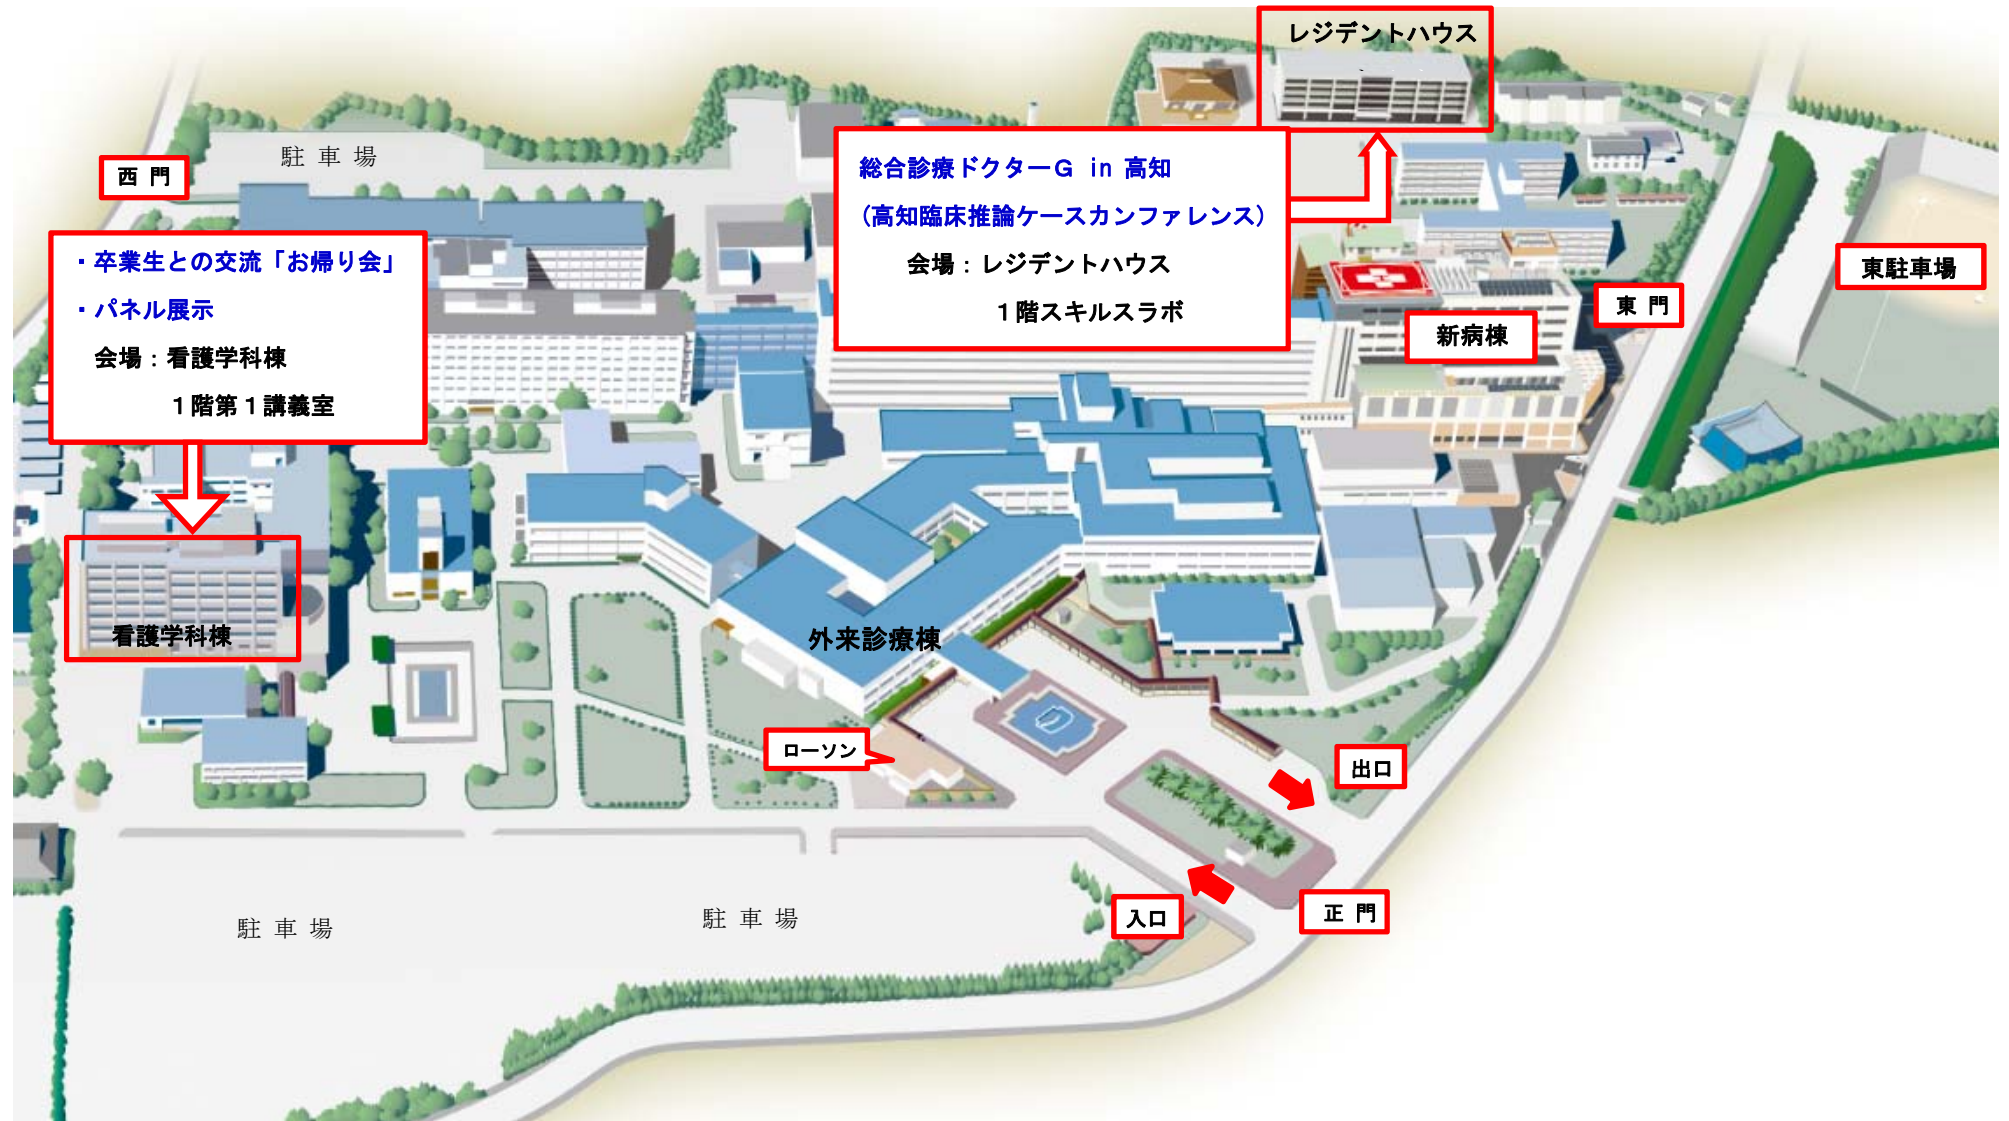 レジデントハウス
駐 車 場
西 門
総合診療ドクターＧ in 高知
（高知臨床推論ケースカンファレンス）
会場：レジデントハウス
１階スキルスラボ
・卒業生との交流「お帰り会」
・パネル展示
会場：看護学科棟
１階第１講義室
東駐車場
東 門
新病棟
看護学科棟
外来診療棟
ローソン
出口
入口
正 門
駐 車 場
駐 車 場